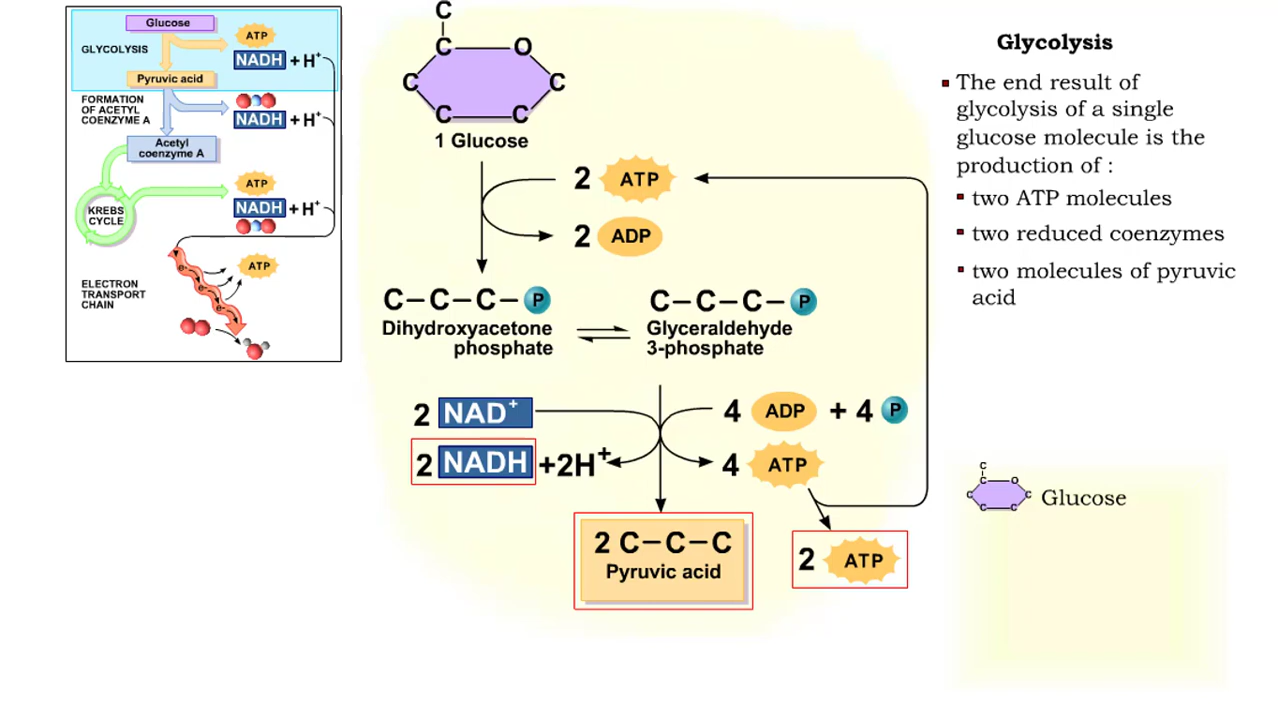 Glucose
ATP
GLYCOLYSIS
NADH + H+
Pyruvic acid
FORMATION
OF ACETYL
COENZYME A
NADH + H+
Acetyl
coenzyme A
ATP
KREBS
CYCLE
NADH + H+
ELECTRON
TRANSPORT
CHAIN
e-
e-
e-
ATP
C
C O
C C
C C
1 Glucose
2 ATP
2 ADP
C–C–C–P
Dihydroxyacetone
phosphate
C–C–C–P
Glyceraldehyde
3-phosphate
2 NAD+
4 ADP + 4 P
2 NADH +2H+
4 ATP
2 C–C–C
Pyruvic acid
2 ATP
Glycolysis
The end result of
glycolysis of a single
glucose molecule is the
production of :
two ATP molecules
two reduced coenzymes
two molecules of pyruvic
acid
C
C O
C C
C C
Glucose